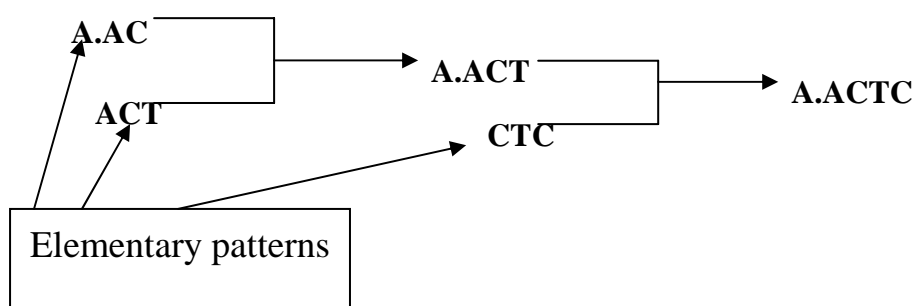 A.AC
ACT
A.ACT
CTC
A.ACTC
Elementary patterns